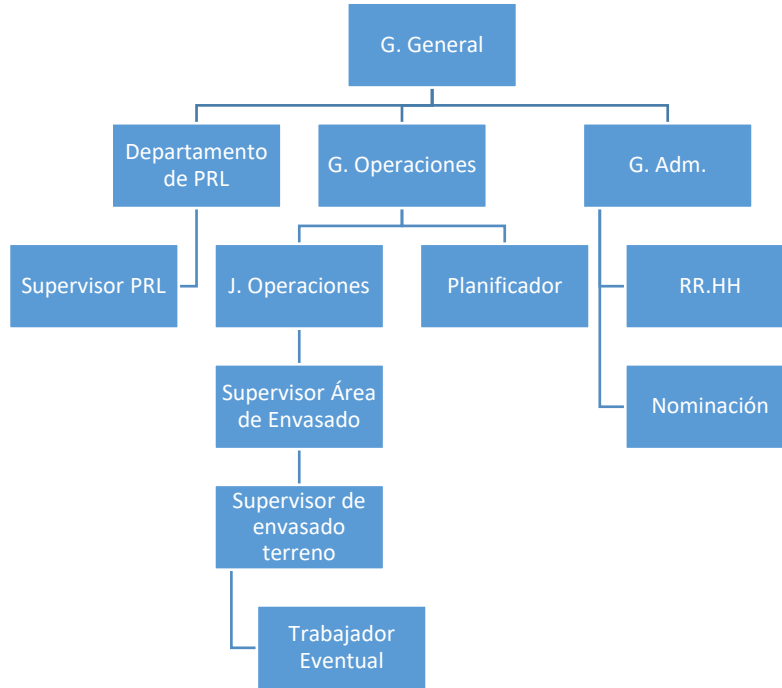 G. General
Departamento
de PRL
G. Operaciones
G. Adm.
Supervisor PRL
J. Operaciones
Planificador
RR.HH
Supervisor Área
de Envasado
Nominación
Supervisor de
envasado
terreno
Trabajador
Eventual